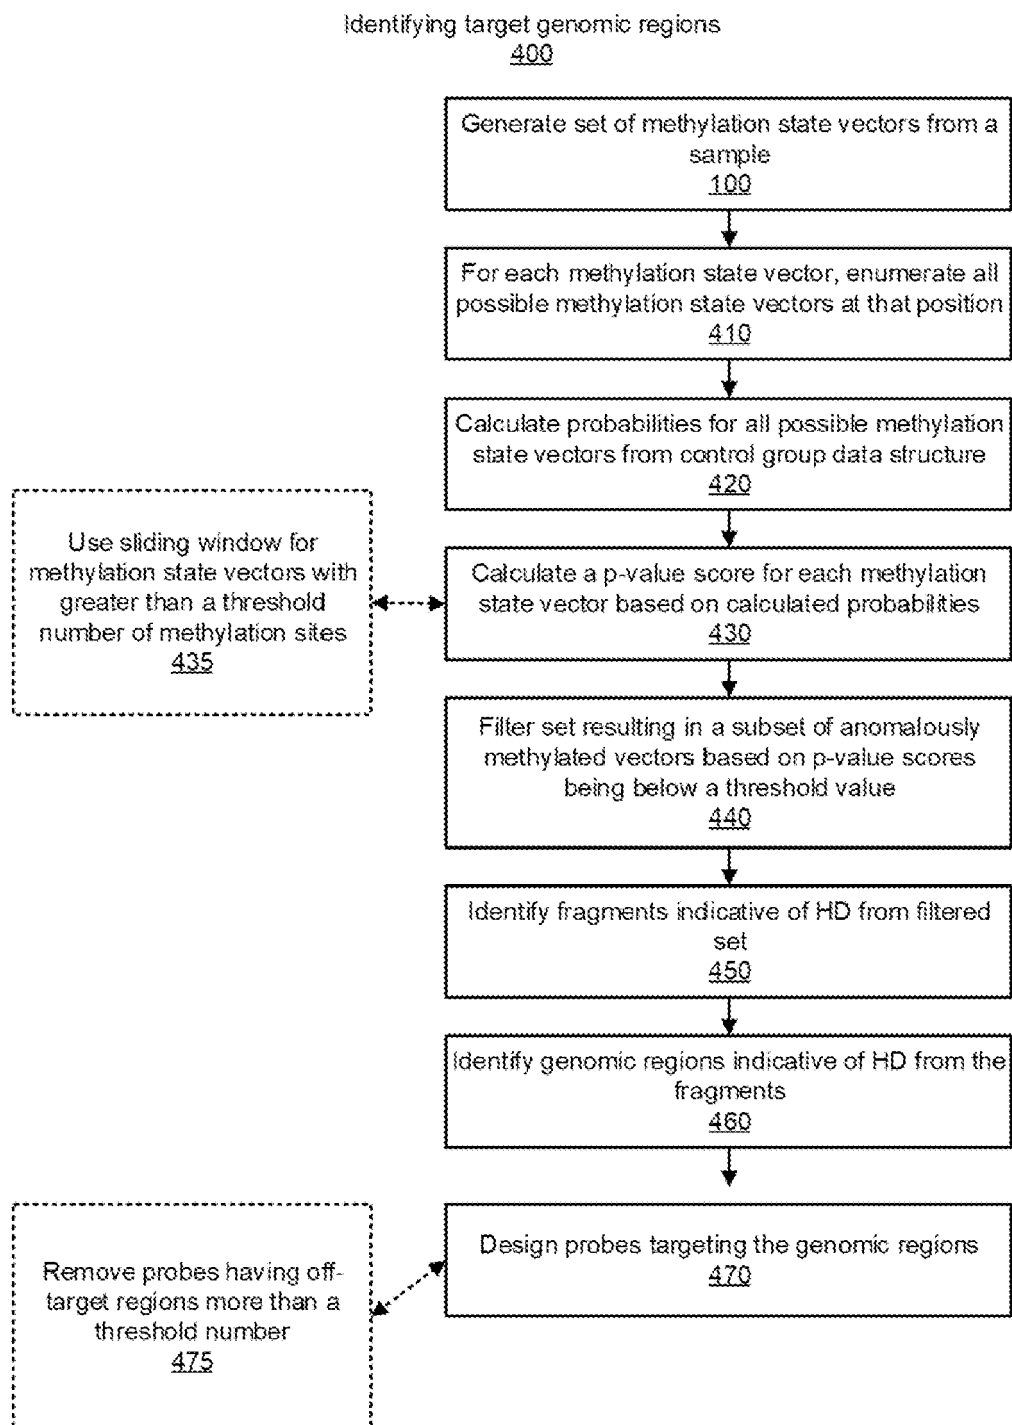 Identifying target genomic regions
400
Generate set of methylation state vectors from a
sample
100
For each methylation state vector, enumerate all
possible methylation state vectors at that position
410
Calculate probabilities for all possible methylation
state vectors from control group data structure
420
Use sliding window for
methylation state vectors with
greater than a threshold
number of methylation sites
435
Calculate a p-value score for each methylation
state vector based on calculated probabilities
430
Filter set resulting in a subset of anomalously
methylated vectors based on p-value scores
being below a threshold value
440
Identify fragments indicative of HD from filtered
set
450
Identify genomic regions indicative of HD from the
fragments
460
Design probes targeting the genomic regions
470
Remove probes having off-
target regions more than a
threshold number
475